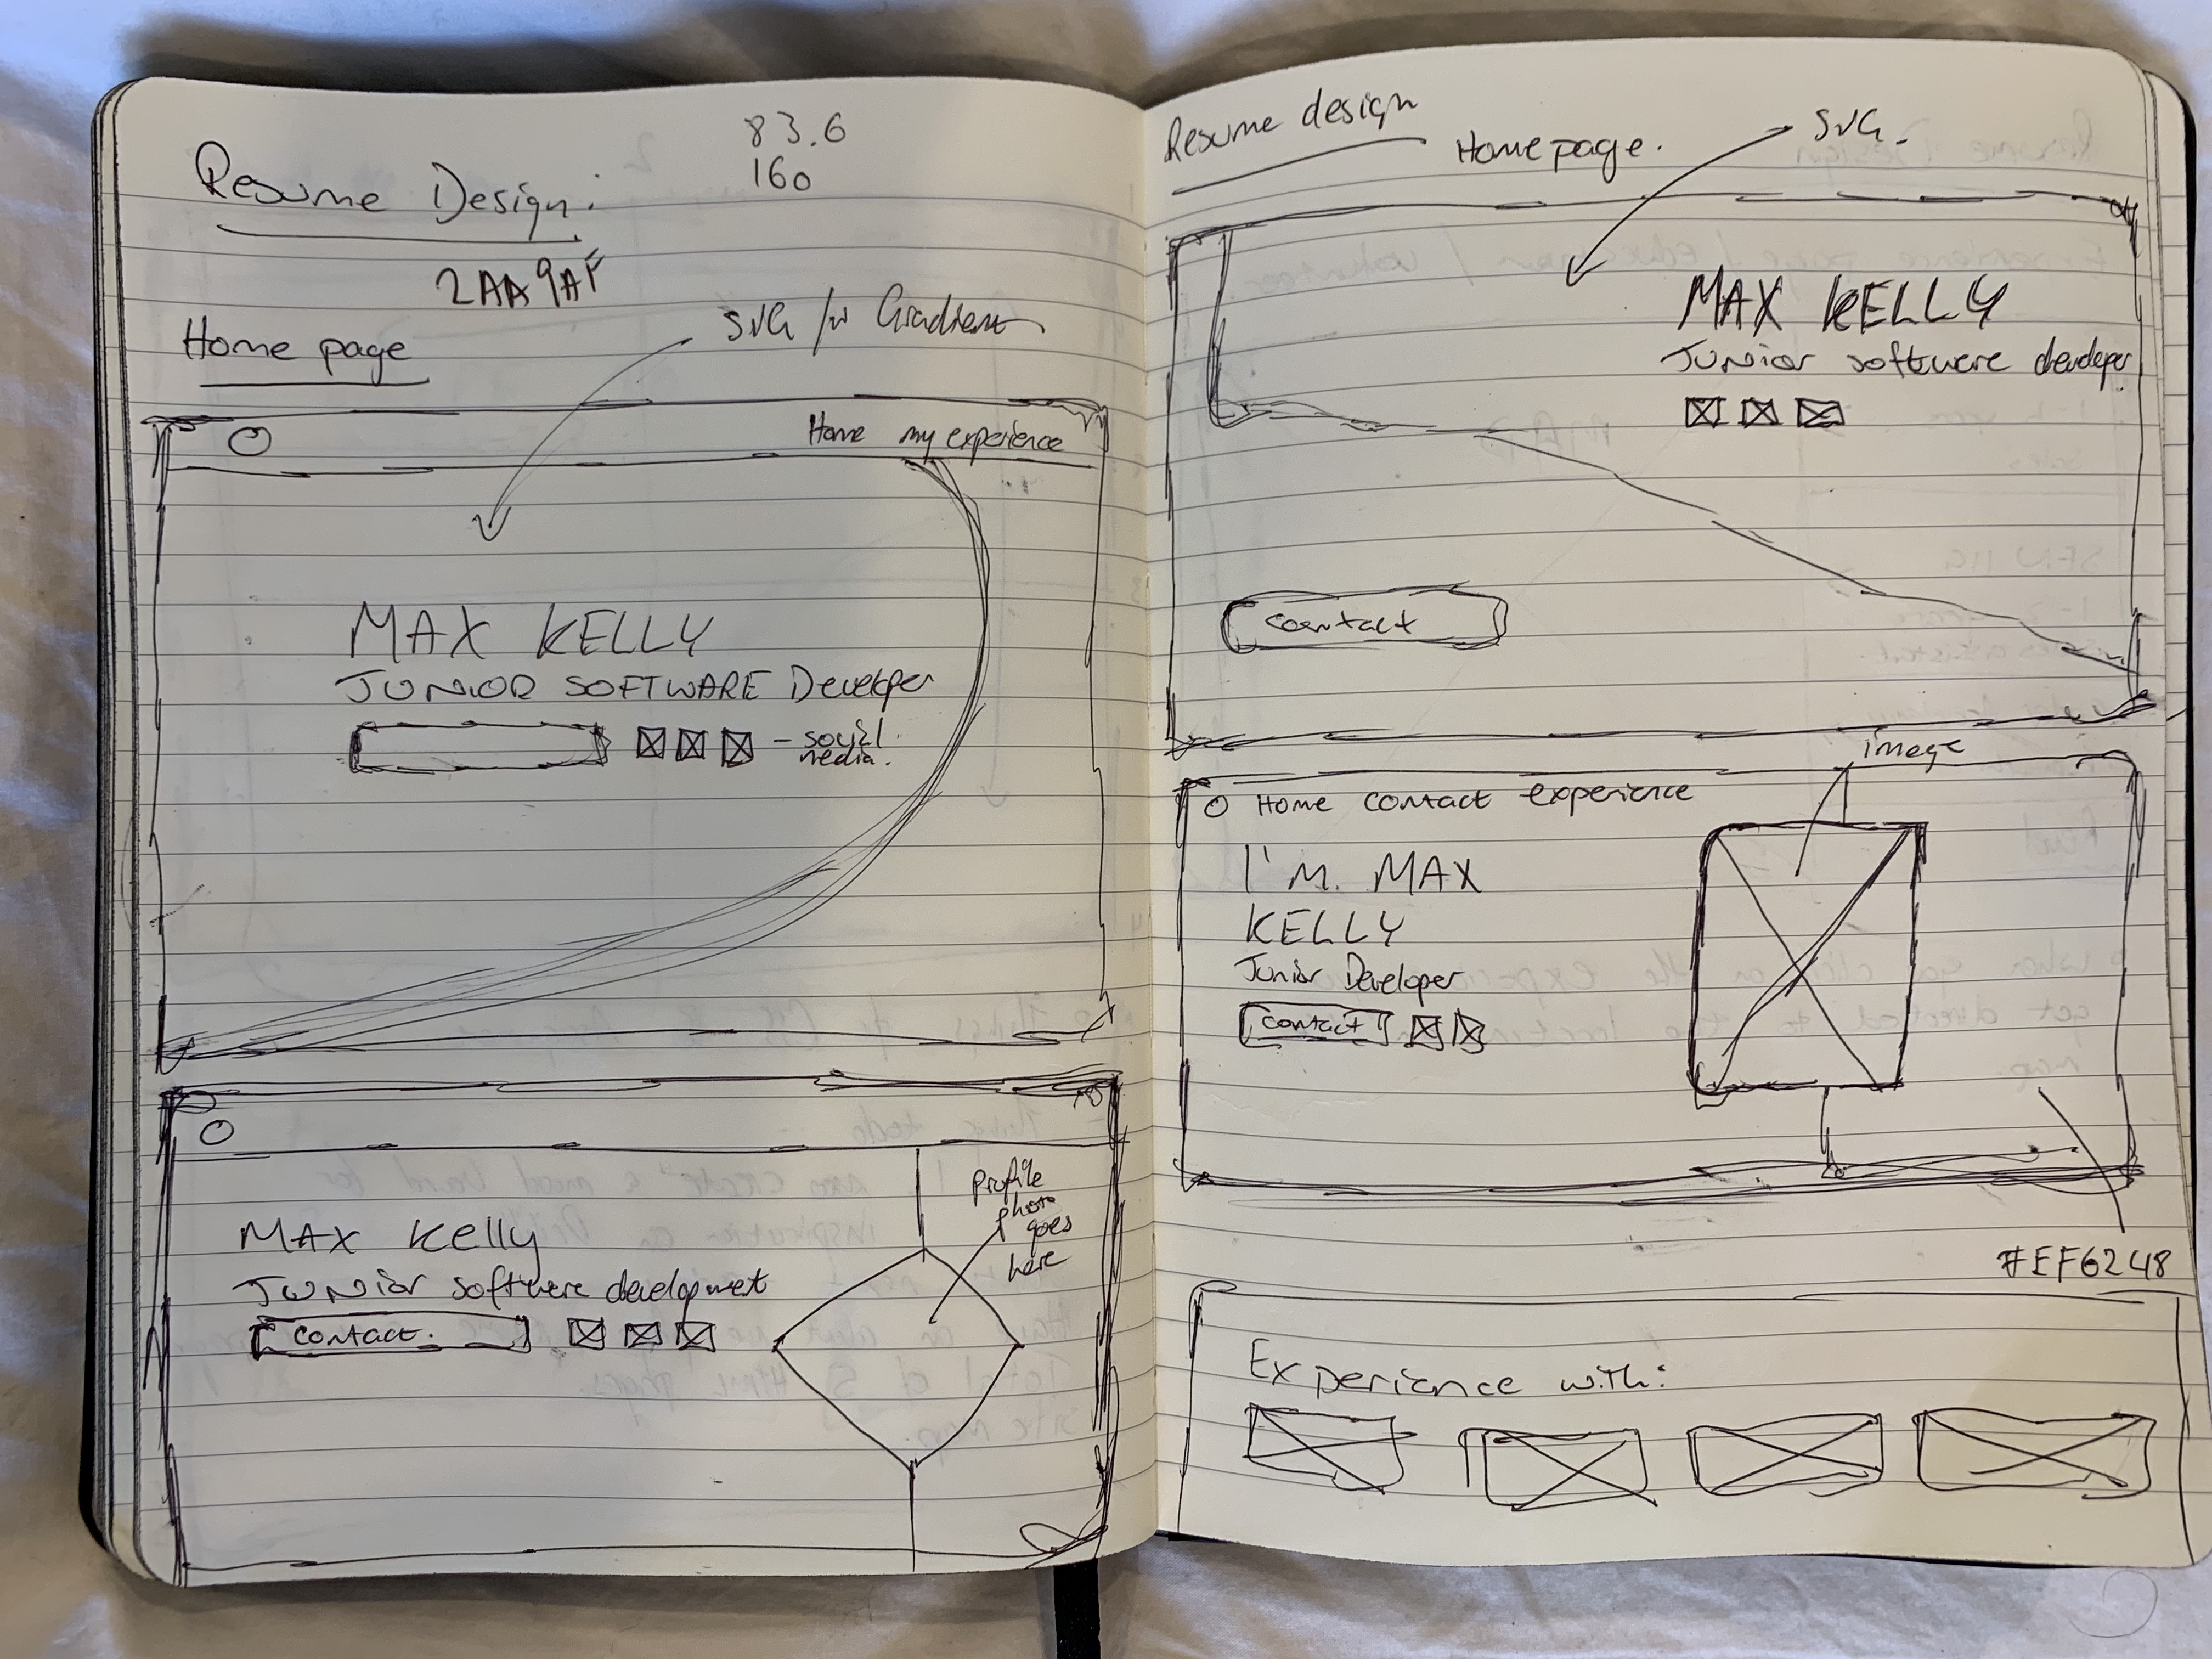 Resume Design:
83.6
160
2AA9AF
Home page
SVG /w Gradient
Home my experience
MAX KELLY
JUNIOR SOFTWARE Developer
- social
media.
MAX Kelly
JUNior software development
contact.
Profile
photo
goes
here
Resume design
Home page.
SVG.
MAX KELLY
JUNior software developer
contact
image
Home contact experience
I'M. MAX
KELLY
Junior Developer
contact
#EF6248
Experience with: